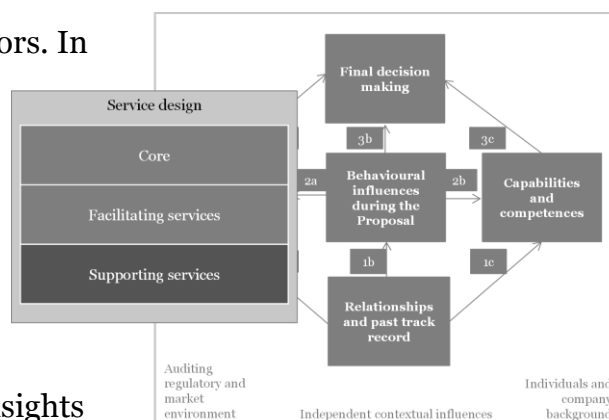 ors. In
Service design
Core
Facilitating services
Supporting services
Final decision
making
3b
3c
2a
Behavioural
influences
during the
Proposal
2b
Capabilities
and
competences
1b
1c
Relationships
and past track
record
Auditing
regulatory and
market
environment
Independent contextual influences
Individuals and
company
background
sights